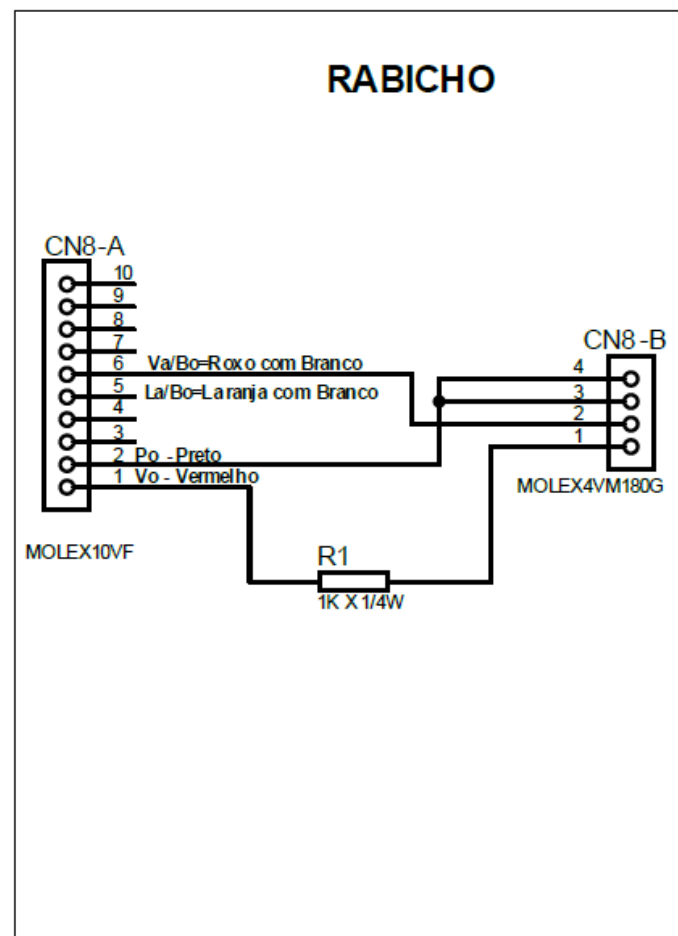 RABICHO
CN8-A
10
9
8
7
6 Va/Bo=Roxo com Branco
5 La/Bo=Laranja com Branco
4
3
2 Po - Preto
1 Vo - Vermelho
MOLEX10VF
CN8-B
4
3
2
1
MOLEX4VM180G
R1
1K X 1/4W